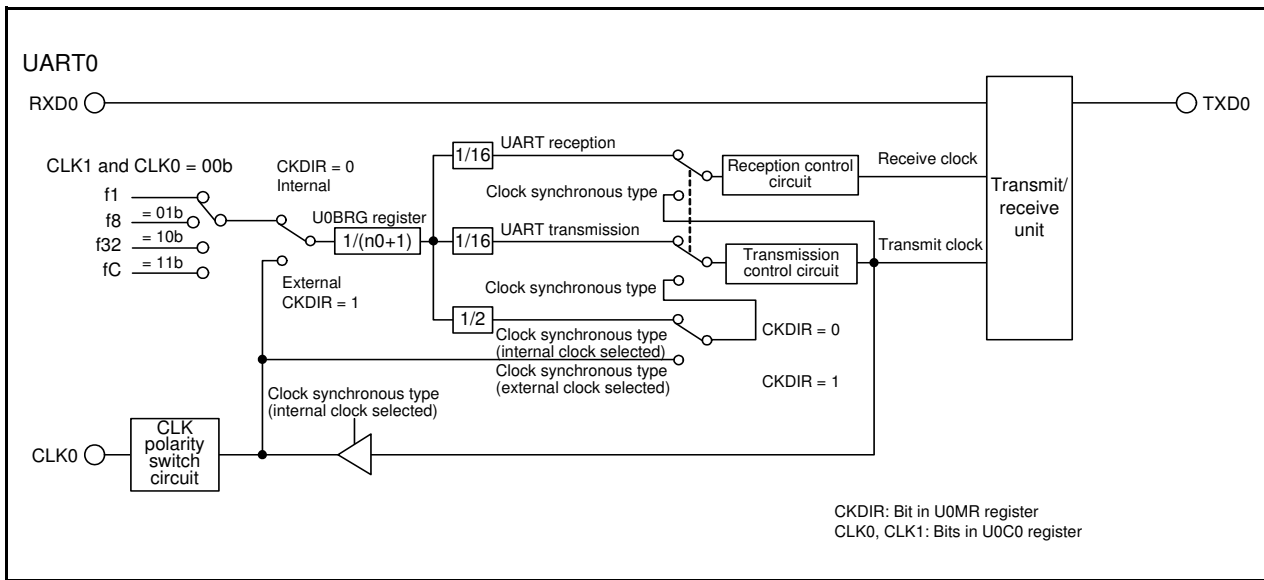 UART0
RXD0
TXD0
CLK1 and CLK0 = 00b
f1
f8
= 01b
f32
= 10b
fC
= 11b
CKDIR = 0
Internal
External
CKDIR = 1
U0BRG register
1/(n0+1)
1/16
UART reception
Clock synchronous type
Reception control
circuit
Receive clock
1/16
UART transmission
Transmission
control circuit
Transmit clock
Transmit/
receive
unit
Clock synchronous type
1/2
Clock synchronous type
(internal clock selected)
CKDIR = 0
Clock synchronous type
(external clock selected)
CKDIR = 1
Clock synchronous type
(internal clock selected)
CLK0
CLK
polarity
switch
circuit
CKDIR: Bit in U0MR register
CLK0, CLK1: Bits in U0C0 register